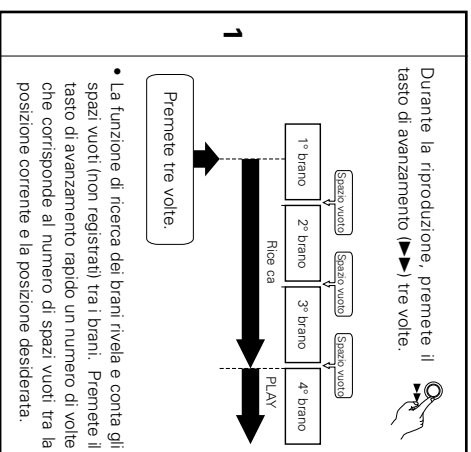 1
Durante la riproduzione, premete il
tasto di avanzamento (►►) tre volte.
Spazio vuoto
Spazio vuoto
Spazio vuoto
1° brano
2° brano
3° brano
4° brano
Rice ca
PLAY
Premete tre volte.
• La funzione di ricerca dei brani rivela e conta gli
spazi vuoti (non registrati) tra i brani. Premete il
tasto di avanzamento rapido un numero di volte
che corrisponde al numero di spazi vuoti tra la
posizione corrente e la posizione desiderata.